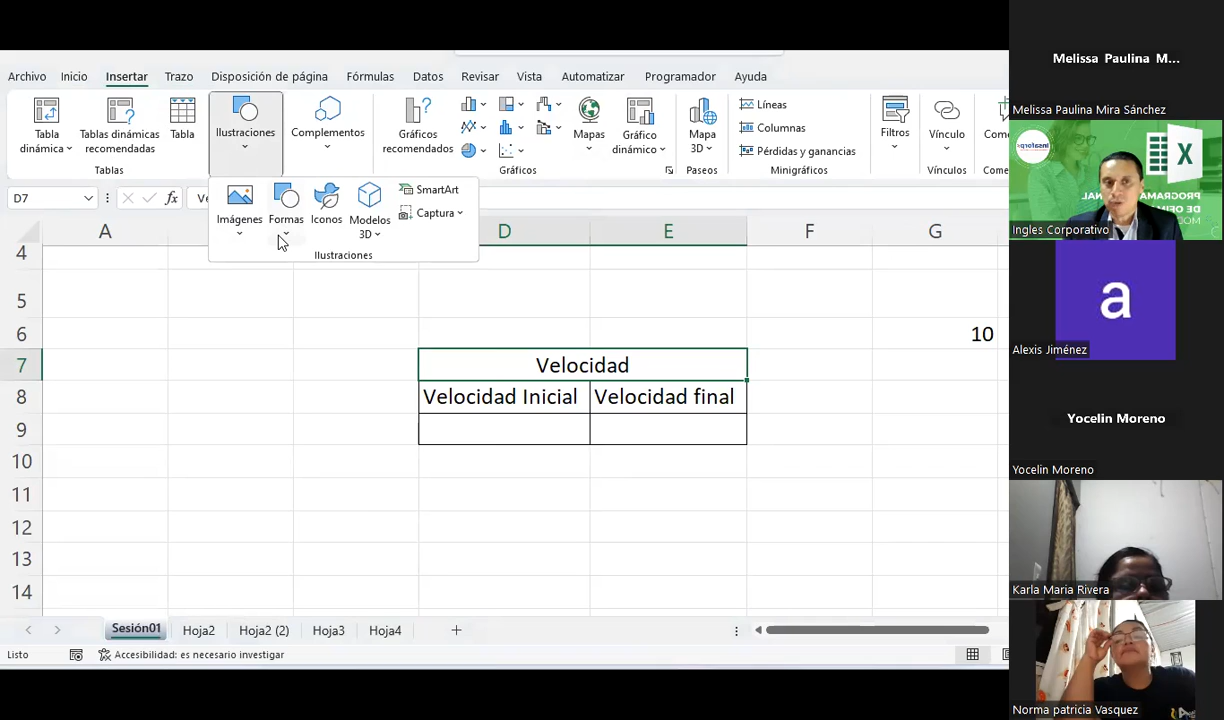 Archivo Inicio Insertar Trazo Disposición de página Fórmulas Datos Revisar Vista Automatizar Programador Ayuda
Tabla dinámica
Tablas dinámicas recomendadas
Tabla
Ilustraciones
Complementos
Gráficos recomendados
Mapas
Gráfico dinámico
Mapa 3D
Líneas
Columnas
Pérdidas y ganancias
Filtros
Vínculo
Tablas
Gráficos
Paseos
Minigráficos
Vínculos
D7
fx
Imágenes
Formas
Iconos
Modelos 3D
SmartArt
Captura
Ilustraciones
A D E F G
4
5
6 10
7 Velocidad
8 Velocidad Inicial Velocidad final
9
10
11
12
13
14
Sesión01 Hoja2 Hoja2 (2) Hoja3 Hoja4
Listo
Accesibilidad: es necesario investigar
Melissa Paulina M...
Melissa Paulina Mira Sánchez
X
Ingles Corporativo
a
Alexis Jiménez
Yocelin Moreno
Yocelin Moreno
Karla Maria Rivera
Norma patricia Vasquez